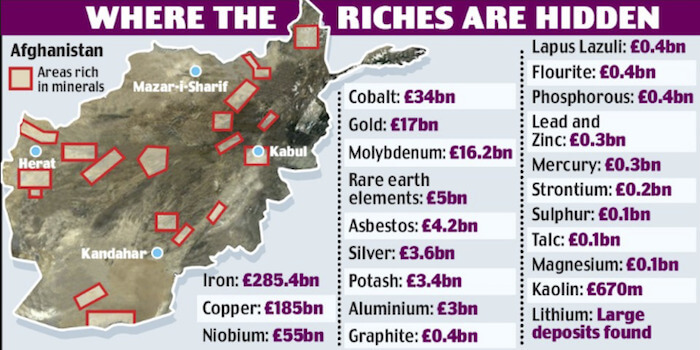 WHERE THE RICHES ARE HIDDEN
Afghanistan
Areas rich
in minerals
Mazar-i-Sharif
Herat
Kabul
Kandahar
Iron: £285.4bn
Copper: £185bn
Niobium: £55bn
Cobalt: £34bn
Gold: £17bn
Molybdenum: £16.2bn
Rare earth
elements: £5bn
Asbestos: £4.2bn
Silver: £3.6bn
Potash: £3.4bn
Aluminium: £3bn
Graphite: £0.4bn
Lapus Lazuli: £0.4bn
Flourite: £0.4bn
Phosphorous: £0.4bn
Lead and
Zinc: £0.3bn
Mercury: £0.3bn
Strontium: £0.2bn
Sulphur: £0.1bn
Talc: £0.1bn
Magnesium: £0.1bn
Kaolin: £670m
Lithium: Large
deposits found